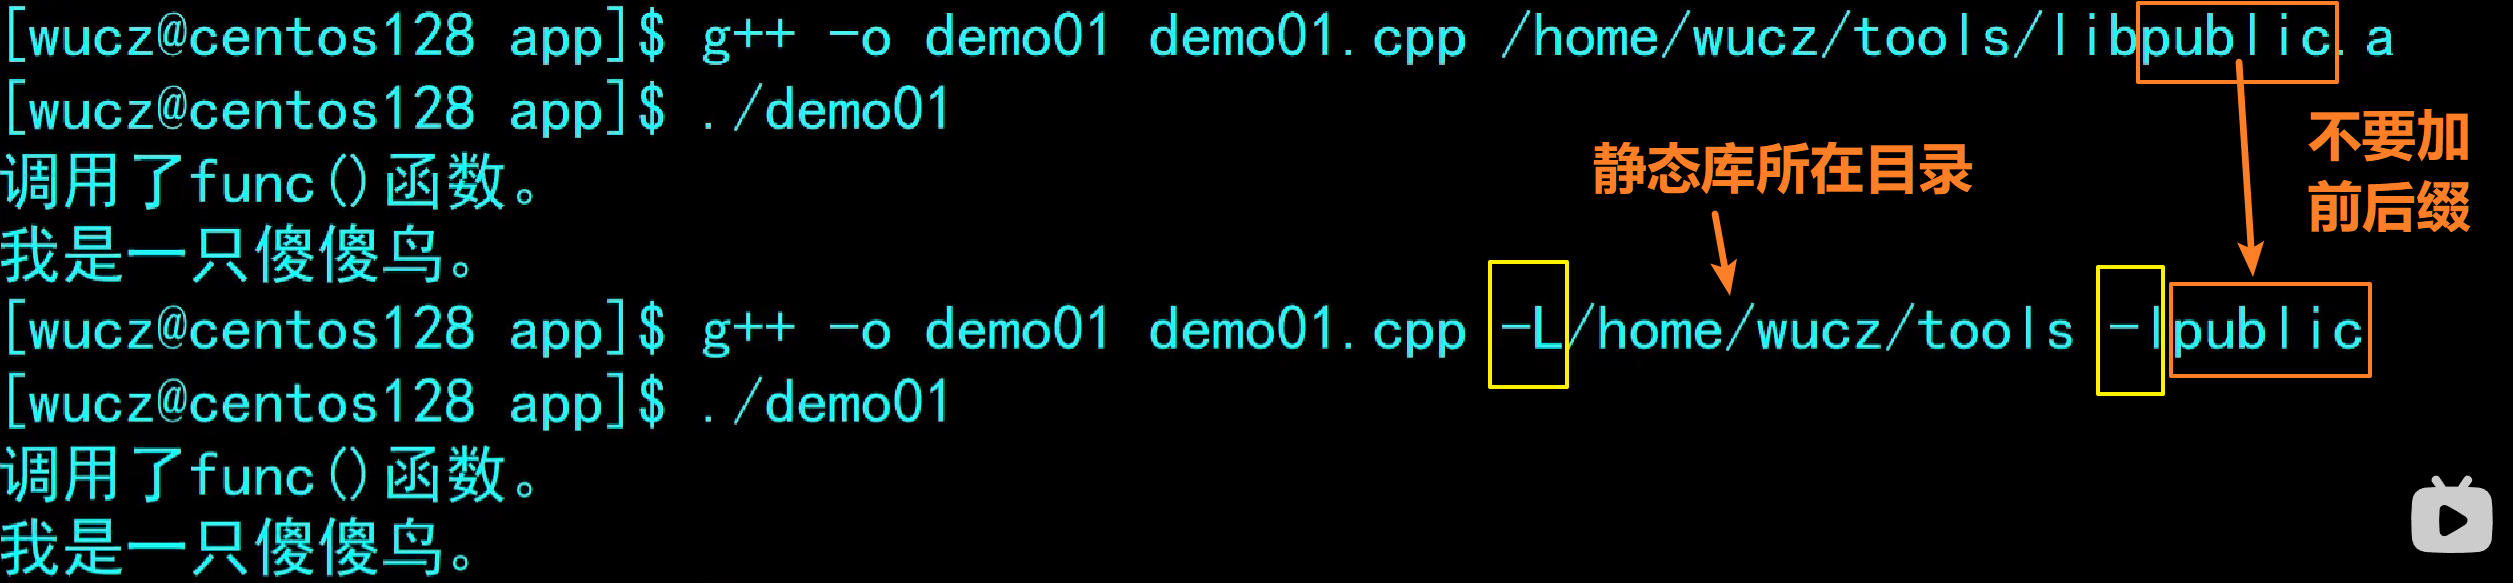 [wucz@centos128 app]$ g++ -o demo01 demo01.cpp /home/wucz/tools/libpublic.a
[wucz@centos128 app]$ ./demo01
不要加
前后缀
静态库所在目录
调用了func()函数。
我是一只傻傻鸟。
[wucz@centos128 app]$ g++ -o demo01 demo01.cpp -L/home/wucz/tools -lpublic
[wucz@centos128 app]$ ./demo01
调用了func()函数。
我是一只傻傻鸟。